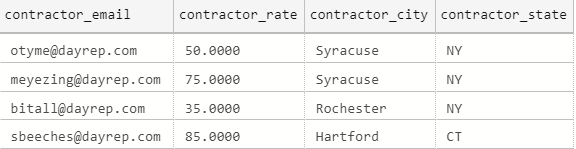 contractor_email contractor_rate contractor_city contractor_state
otyme@dayrep.com 50.0000 Syracuse NY
meyezing@dayrep.com 75.0000 Syracuse NY
bitall@dayrep.com 35.0000 Rochester NY
sbeeches@dayrep.com 85.0000 Hartford CT